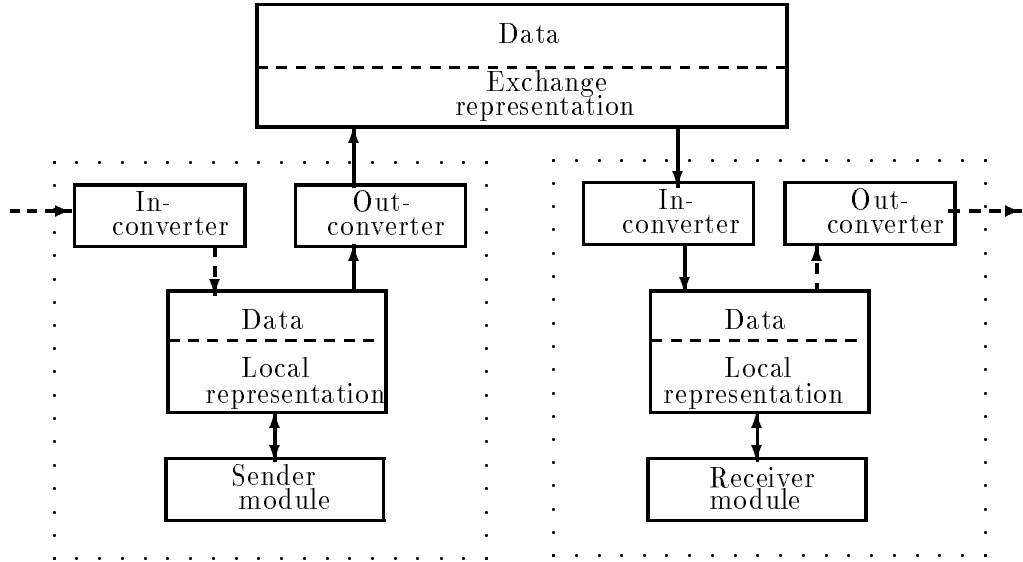 Data
Exchange
representation
In-
converter
Out-
converter
In-
converter
Out-
converter
Data
Local
representation
Data
Local
representation
Sender
module
Receiver
module